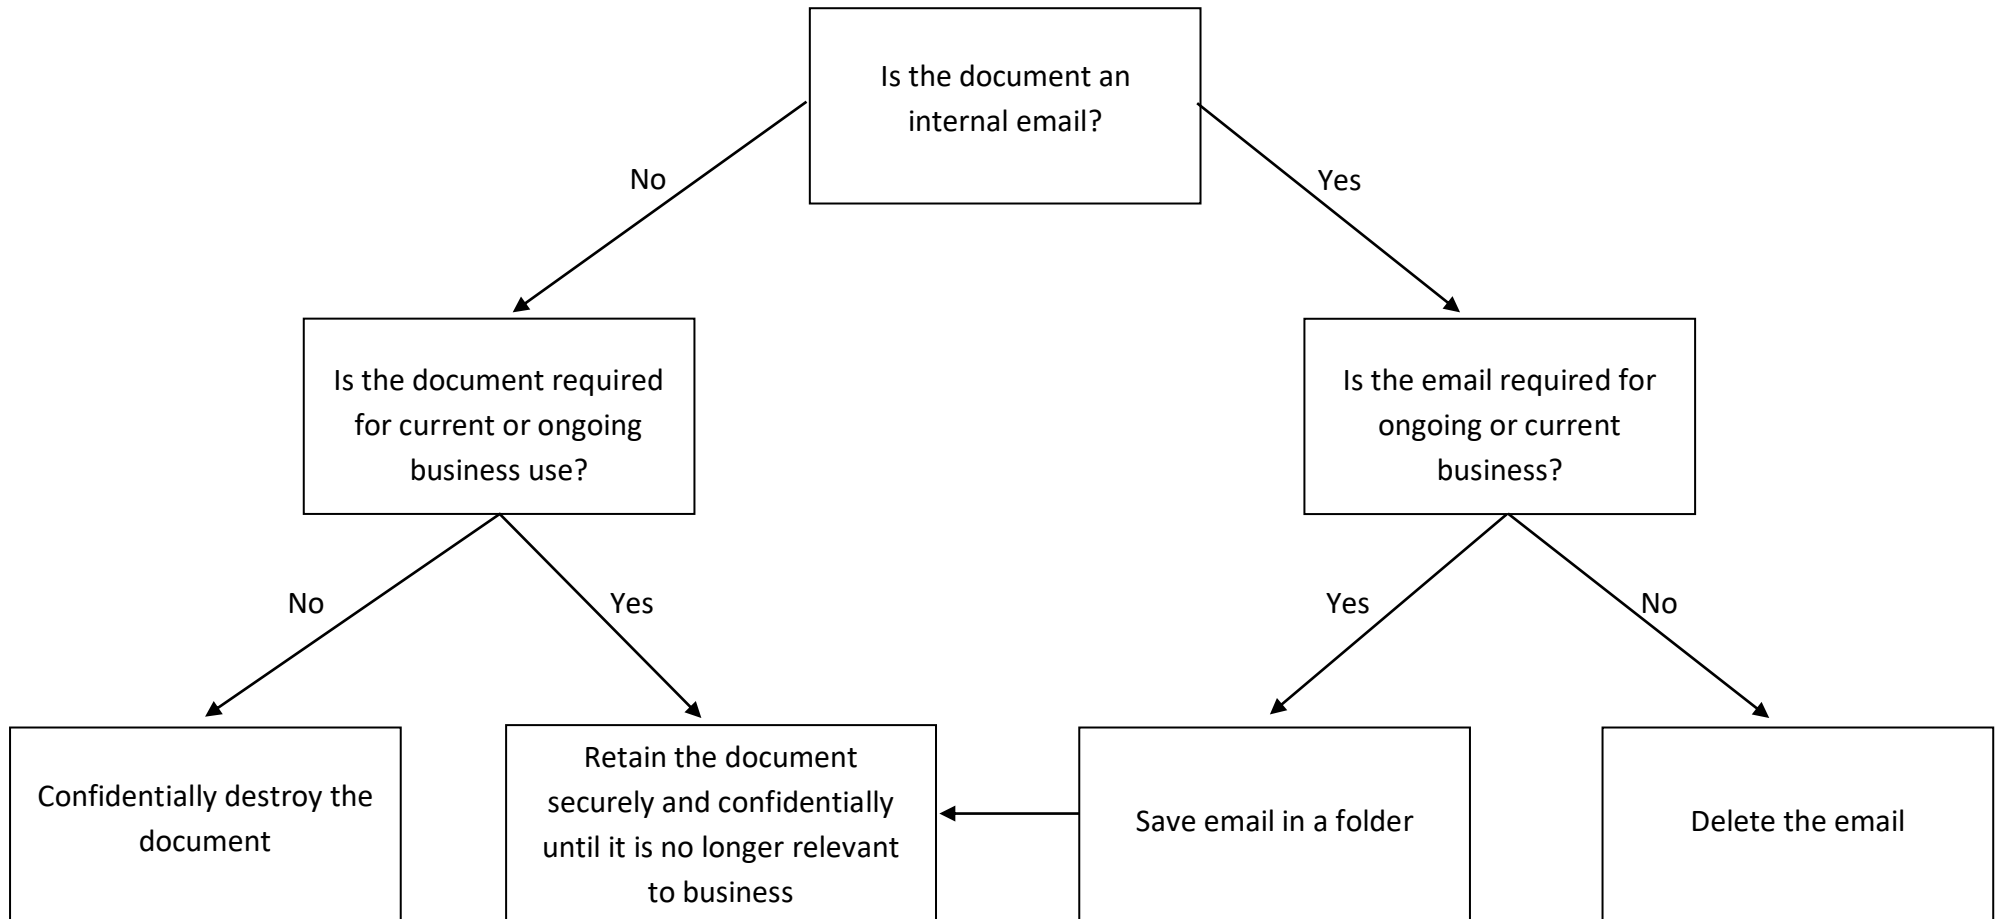 Is the document an
internal email?
No
Yes
Is the document required
for current or ongoing
business use?
Is the email required for
ongoing or current
business?
No
Yes
Yes
No
Confidentially destroy the
document
Retain the document
securely and confidentially
until it is no longer relevant
to business
Save email in a folder
Delete the email